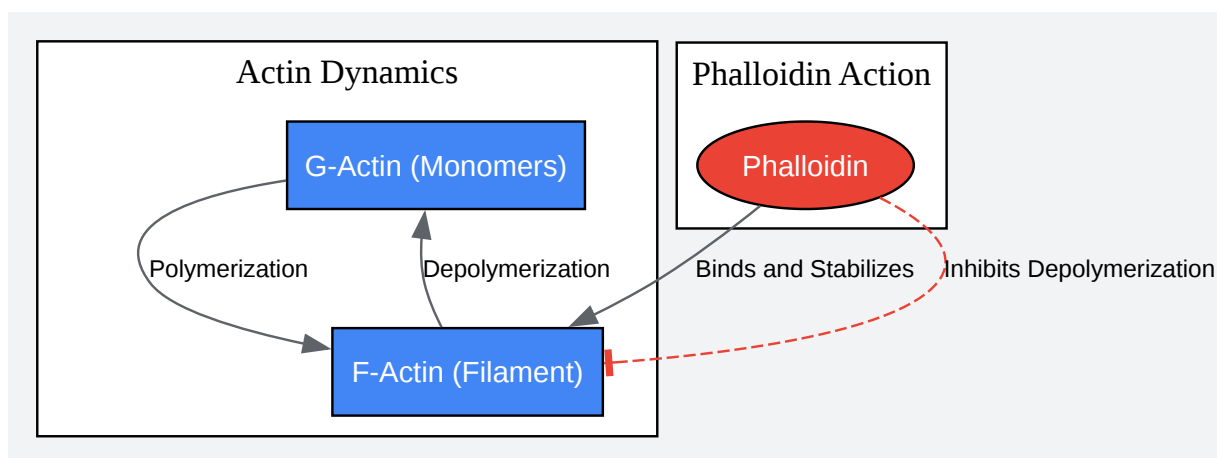 Actin Dynamics
Phalloidin Action
G-Actin (Monomers)
Phalloidin
Polymerization
Depolymerization
Binds and Stabilizes
Inhibits Depolymerization
F-Actin (Filament)